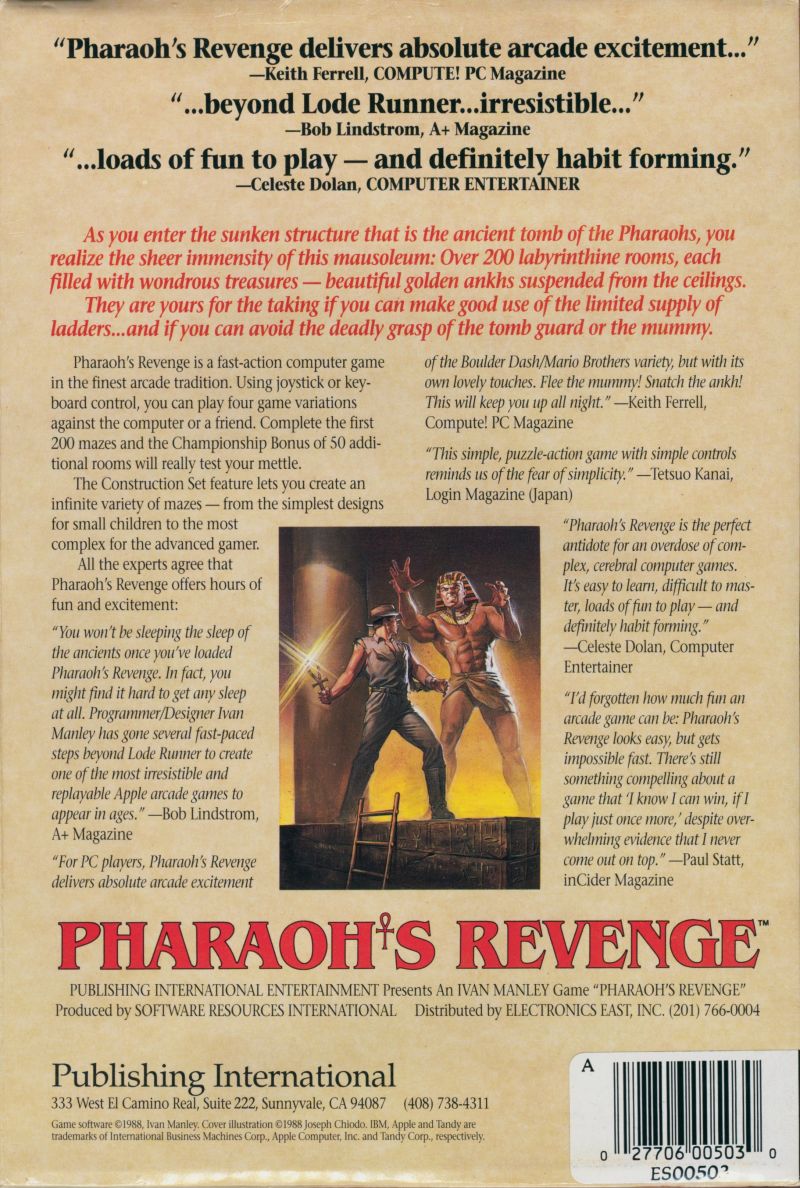 “Pharaoh’s Revenge delivers absolute arcade excitement...”
—Keith Ferrell, COMPUTE! PC Magazine
“...beyond Lode Runner...irresistible...”
—Bob Lindstrom, A+ Magazine
“...loads of fun to play — and definitely habit forming.”
—Celeste Dolan, COMPUTER ENTERTAINER
As you enter the sunken structure that is the ancient tomb of the Pharaohs, you
realize the sheer immensity of this mausoleum: Over 200 labyrinthine rooms, each
filled with wondrous treasures — beautiful golden ankhs suspended from the ceilings.
They are yours for the taking if you can make good use of the limited supply of
ladders...and if you can avoid the deadly grasp of the tomb guard or the mummy.
Pharaoh’s Revenge is a fast-action computer game
in the finest arcade tradition. Using joystick or key-
board control, you can play four game variations
against the computer or a friend. Complete the first
200 mazes and the Championship Bonus of 50 addi-
tional rooms will really test your mettle.
The Construction Set feature lets you create an
infinite variety of mazes — from the simplest designs
for small children to the most
complex for the advanced gamer.
All the experts agree that
Pharaoh’s Revenge offers hours of
fun and excitement:
“You won’t be sleeping the sleep of
the ancients once you’ve loaded
Pharaoh’s Revenge. In fact, you
might find it hard to get any sleep
at all. Programmer/Designer Ivan
Manley has gone several fast-paced
steps beyond Lode Runner to create
one of the most irresistible and
replayable Apple arcade games to
appear in ages.” —Bob Lindstrom,
A+ Magazine
“For PC players, Pharaoh’s Revenge
delivers absolute arcade excitement
of the Boulder Dash/Mario Brothers variety, but with its
own lovely touches. Flee the mummy! Snatch the ankh!
This will keep you up all night.” —Keith Ferrell,
Compute! PC Magazine
“This simple, puzzle-action game with simple controls
reminds us of the fear of simplicity.” —Tetsuo Kanai,
Login Magazine (Japan)
“Pharaoh’s Revenge is the perfect
antidote for an overdose of com-
plex, cerebral computer games.
It’s easy to learn, difficult to mas-
ter, loads of fun to play — and
definitely habit forming.”
—Celeste Dolan, Computer
Entertainer
“I’d forgotten how much fun an
arcade game can be: Pharaoh’s
Revenge looks easy, but gets
impossible fast. There’s still
something compelling about a
game that ‘I know I can win, if I
play just once more,’ despite over-
whelming evidence that I never
come out on top.” —Paul Statt,
inCider Magazine
PHARAOH’S REVENGE™
PUBLISHING INTERNATIONAL ENTERTAINMENT Presents An IVAN MANLEY Game “PHARAOH’S REVENGE”
Produced by SOFTWARE RESOURCES INTERNATIONAL Distributed by ELECTRONICS EAST, INC. (201) 766-0004
Publishing International
333 West El Camino Real, Suite 222, Sunnyvale, CA 94087 (408) 738-4311
Game software ©1988, Ivan Manley. Cover illustration ©1988 Joseph Chiodo. IBM, Apple and Tandy are
trademarks of International Business Machines Corp., Apple Computer, Inc. and Tandy Corp., respectively.
A
0 27706 00503 0